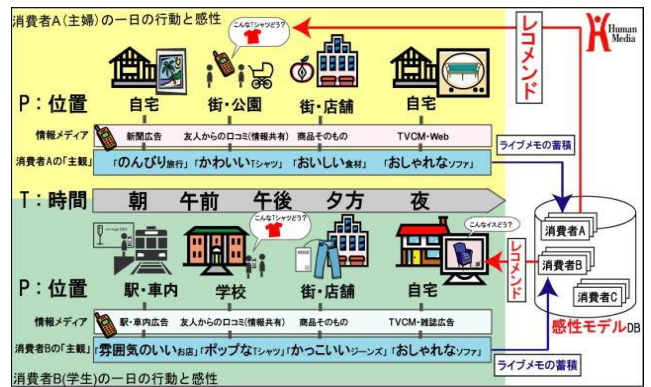 消費者A(主婦)の一日の行動と感性
こんなTシャツどう?
レコメンド
Human Media
P:位置 自宅 街・公園 街・店舗 自宅
情報メディア 新聞広告 友人からの口コミ(情報共有) 商品そのもの TVCM・Web
消費者Aの「主観」 「のんびり旅行」 「かわいいTシャツ」 「おいしい食材」 「おしゃれなソファ」
ライブメモの蓄積
T:時間 朝 午前 午後 夕方 夜
こんなTシャツどう?
こんなイスどう?
レコメンド
消費者A
消費者B
消費者C
感性モデルDB
P:位置 駅・車内 学校 街・店舗 自宅
情報メディア 駅・車内広告 友人からの口コミ(情報共有) 商品そのもの TVCM・雑誌広告
消費者Bの「主観」 「雰囲気のいいお店」 「ポップなTシャツ」 「かっこいいジーンズ」 「おしゃれなソファ」
ライブメモの蓄積
消費者B(学生)の一日の行動と感性